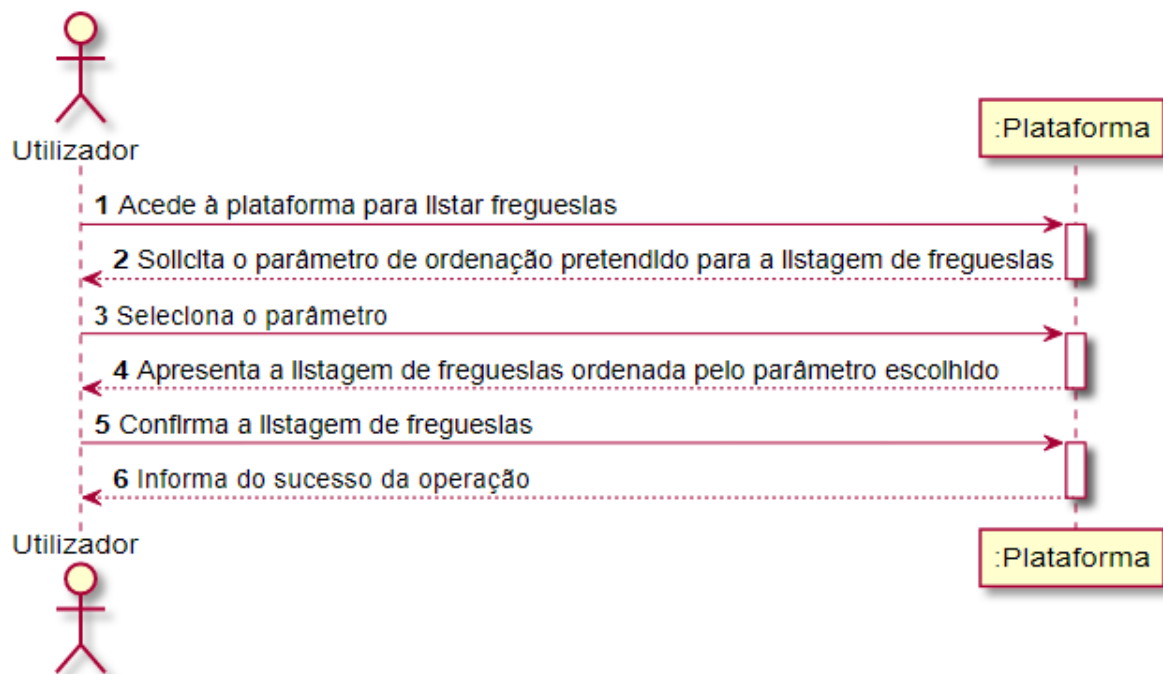 Utilizador
:Plataforma
1 Acede à plataforma para listar freguesias
2 Solicita o parâmetro de ordenação pretendido para a listagem de freguesias
3 Seleciona o parâmetro
4 Apresenta a listagem de freguesias ordenada pelo parâmetro escolhido
5 Confirma a listagem de freguesias
6 Informa do sucesso da operação
Utilizador
:Plataforma